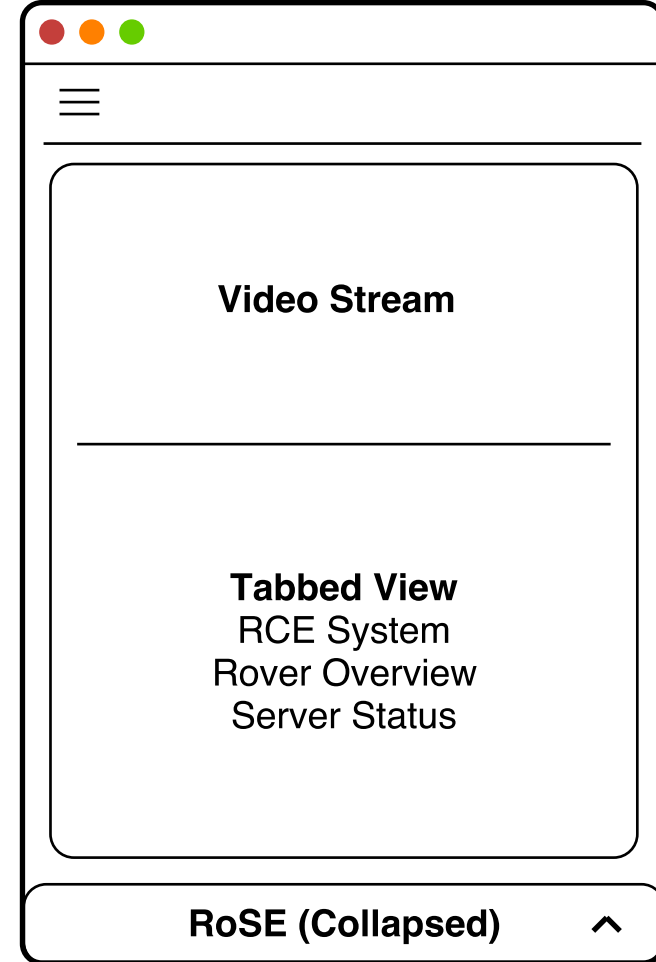 Video Stream
Tabbed View
RCE System
Rover Overview
Server Status
RoSE (Collapsed)